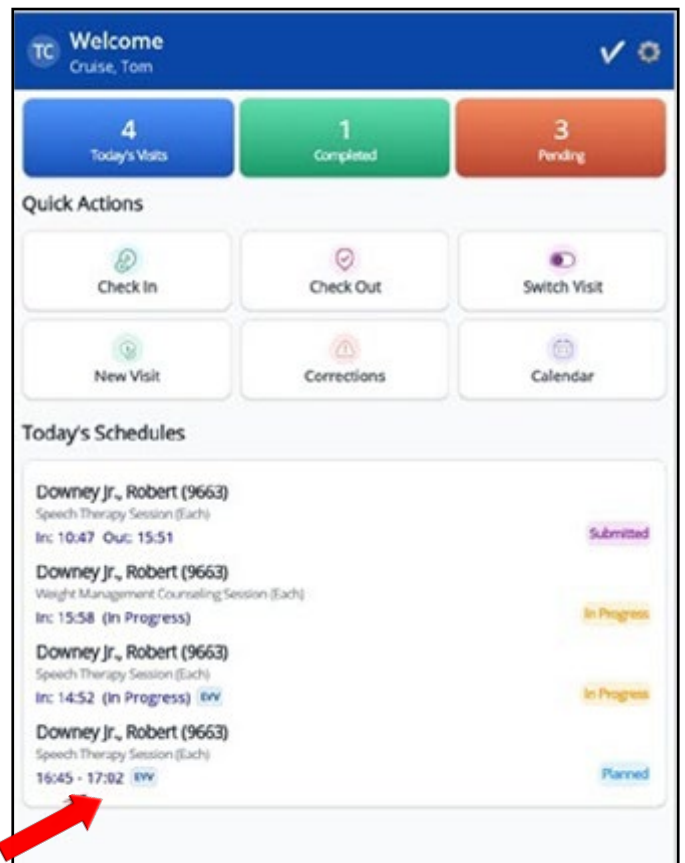 TC
Welcome
Cruise, Tom
4
Today's Visits
1
Completed
3
Pending
Quick Actions
Check In
Check Out
Switch Visit
New Visit
Corrections
Calendar
Today's Schedules
Downey Jr., Robert (9663)
Speech Therapy Session (Each)
In: 10:47 Out: 15:51
Submitted
Downey Jr., Robert (9663)
Weight Management Counseling Session (Each)
In: 15:58 (In Progress)
In Progress
Downey Jr., Robert (9663)
Speech Therapy Session (Each)
In: 14:52 (In Progress) EVV
In Progress
Downey Jr., Robert (9663)
Speech Therapy Session (Each)
16:45 - 17:02 EVV
Planned